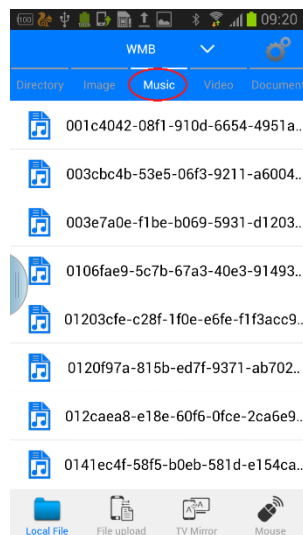 100 09:20
WMB
Directory Image Music Video Document
001c4042-08f1-910d-6654-4951a..
003cbc4b-53e5-06f3-9211-a6004..
003e7a0e-f1be-b069-5931-d1203..
0106fae9-5c7b-67a3-40e3-91493..
01203cfe-c28f-1f0e-e6fe-f1f3acc9..
0120f97a-815b-ed7f-9371-ab702..
012caea8-e18e-60f6-0fce-2ca6e9..
0141ec4f-58f5-b0eb-581d-e154ca..
Local File File upload TV Mirror Mouse